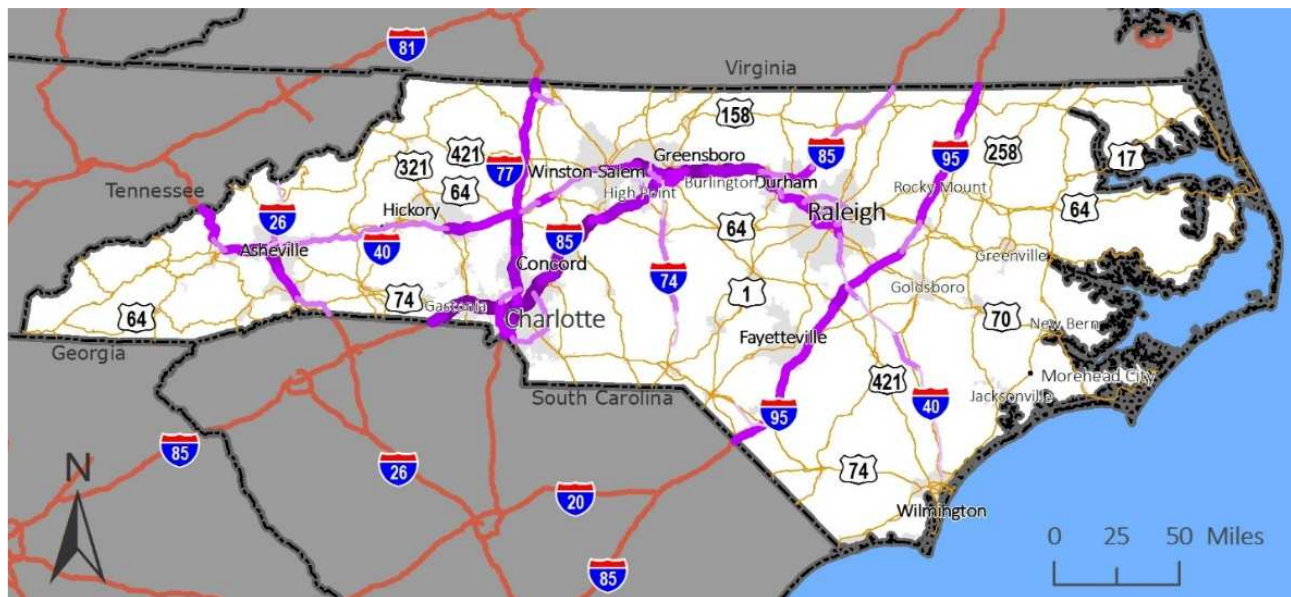 81
Virginia
158
321
421
77
Winston-Salem
Greensboro
85
95
258
17
Tennessee
64
High Point
Burlington
Durham
Rocky Mount
26
Hickory
Raleigh
64
64
Asheville
40
85
Concord
74
Greenville
64
74
Gastonia
Charlotte
1
Goldsboro
70
New Bern
Georgia
Fayetteville
Morehead City
421
Jacksonville
South Carolina
95
40
85
26
74
20
Wilmington
N
0 25 50 Miles
85